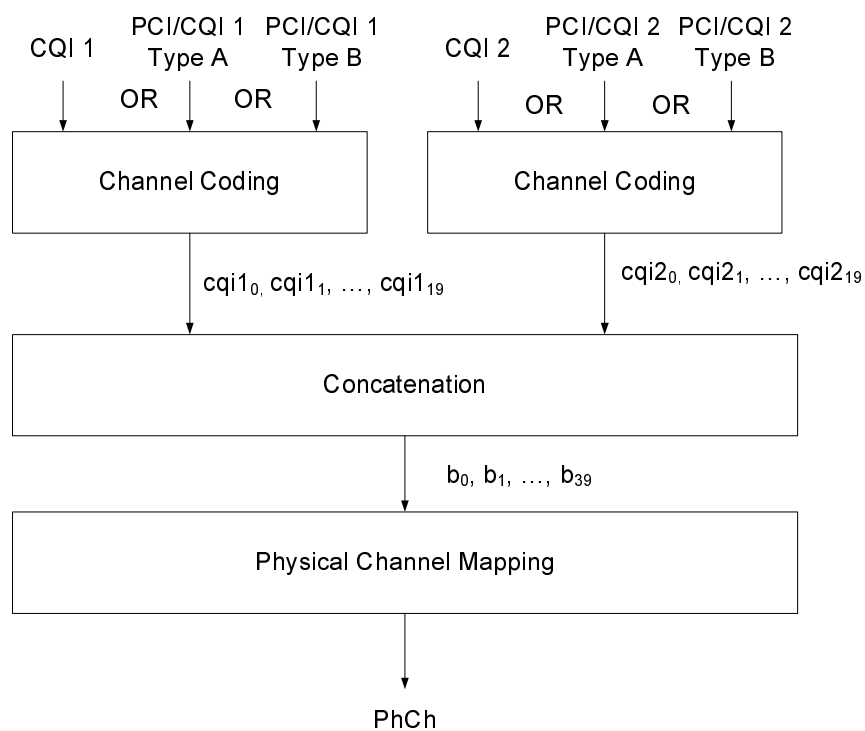 CQI 1
PCI/CQI 1
Type A
PCI/CQI 1
Type B
OR
OR
CQI 2
PCI/CQI 2
Type A
PCI/CQI 2
Type B
OR
OR
Channel Coding
Channel Coding
cqi1₀, cqi1₁, …, cqi1₁₉
cqi2₀, cqi2₁, …, cqi2₁₉
Concatenation
b₀, b₁, …, b₃₉
Physical Channel Mapping
PhCh